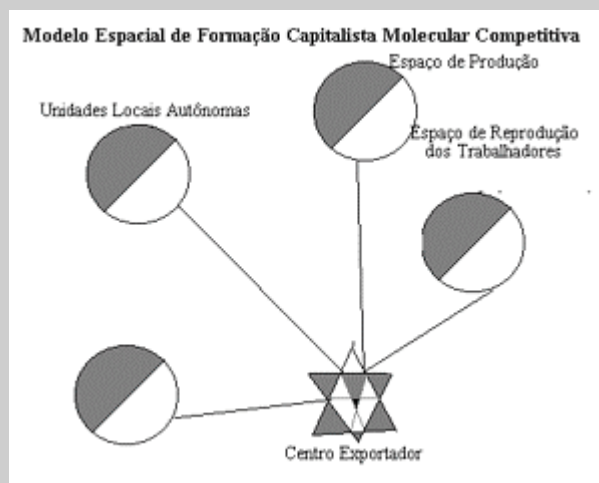 Modelo Espacial de Formação Capitalista Molecular Competitiva
Espaço de Produção
Unidades Locais Autônomas
Espaço de Reprodução
dos Trabalhadores
Centro Exportador